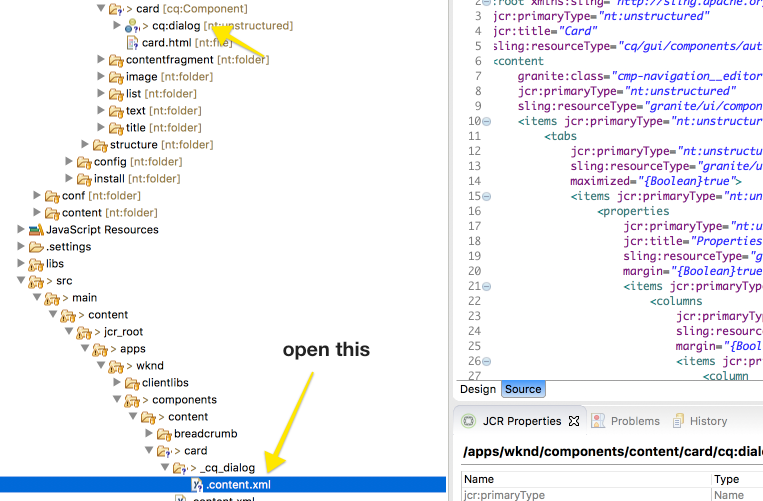 card [cq:Component]
> cq:dialog [nt:unstructured]
card.html [nt:file]
contentfragment [nt:folder]
image [nt:folder]
list [nt:folder]
text [nt:folder]
title [nt:folder]
structure [nt:folder]
config [nt:folder]
install [nt:folder]
conf [nt:folder]
content [nt:folder]
JavaScript Resources
> .settings
libs
> src
> main
> content
> jcr_root
> apps
> wknd
clientlibs
> components
> content
breadcrumb
> card
> _cq_dialog
.content.xml
.content.xml
open this
2 :root xmlns:sling="http://sling.apache.org
3 jcr:primaryType="nt:unstructured"
4 jcr:title="Card"
5 sling:resourceType="cq/gui/components/aut
6 <content
7 granite:class="cmp-navigation__editor
8 jcr:primaryType="nt:unstructured"
9 sling:resourceType="granite/ui/compon
10 <items jcr:primaryType="nt:unstructur
11 <tabs
12 jcr:primaryType="nt:unstructu
13 sling:resourceType="granite/u
14 maximized="{Boolean}true">
15 <items jcr:primaryType="nt:un
16 <properties
17 jcr:primaryType="nt:u
18 jcr:title="Properties
19 sling:resourceType="g
20 margin="{Boolean}true
21 <items jcr:primaryTyp
22 <columns
23 jcr:primaryTyp
24 sling:resource
25 margin="{Bool
26 <items jcr:pr
27 <column
Design Source
JCR Properties Problems History
/apps/wknd/components/content/card/cq:dialo
Name Type
jcr:primaryType Name